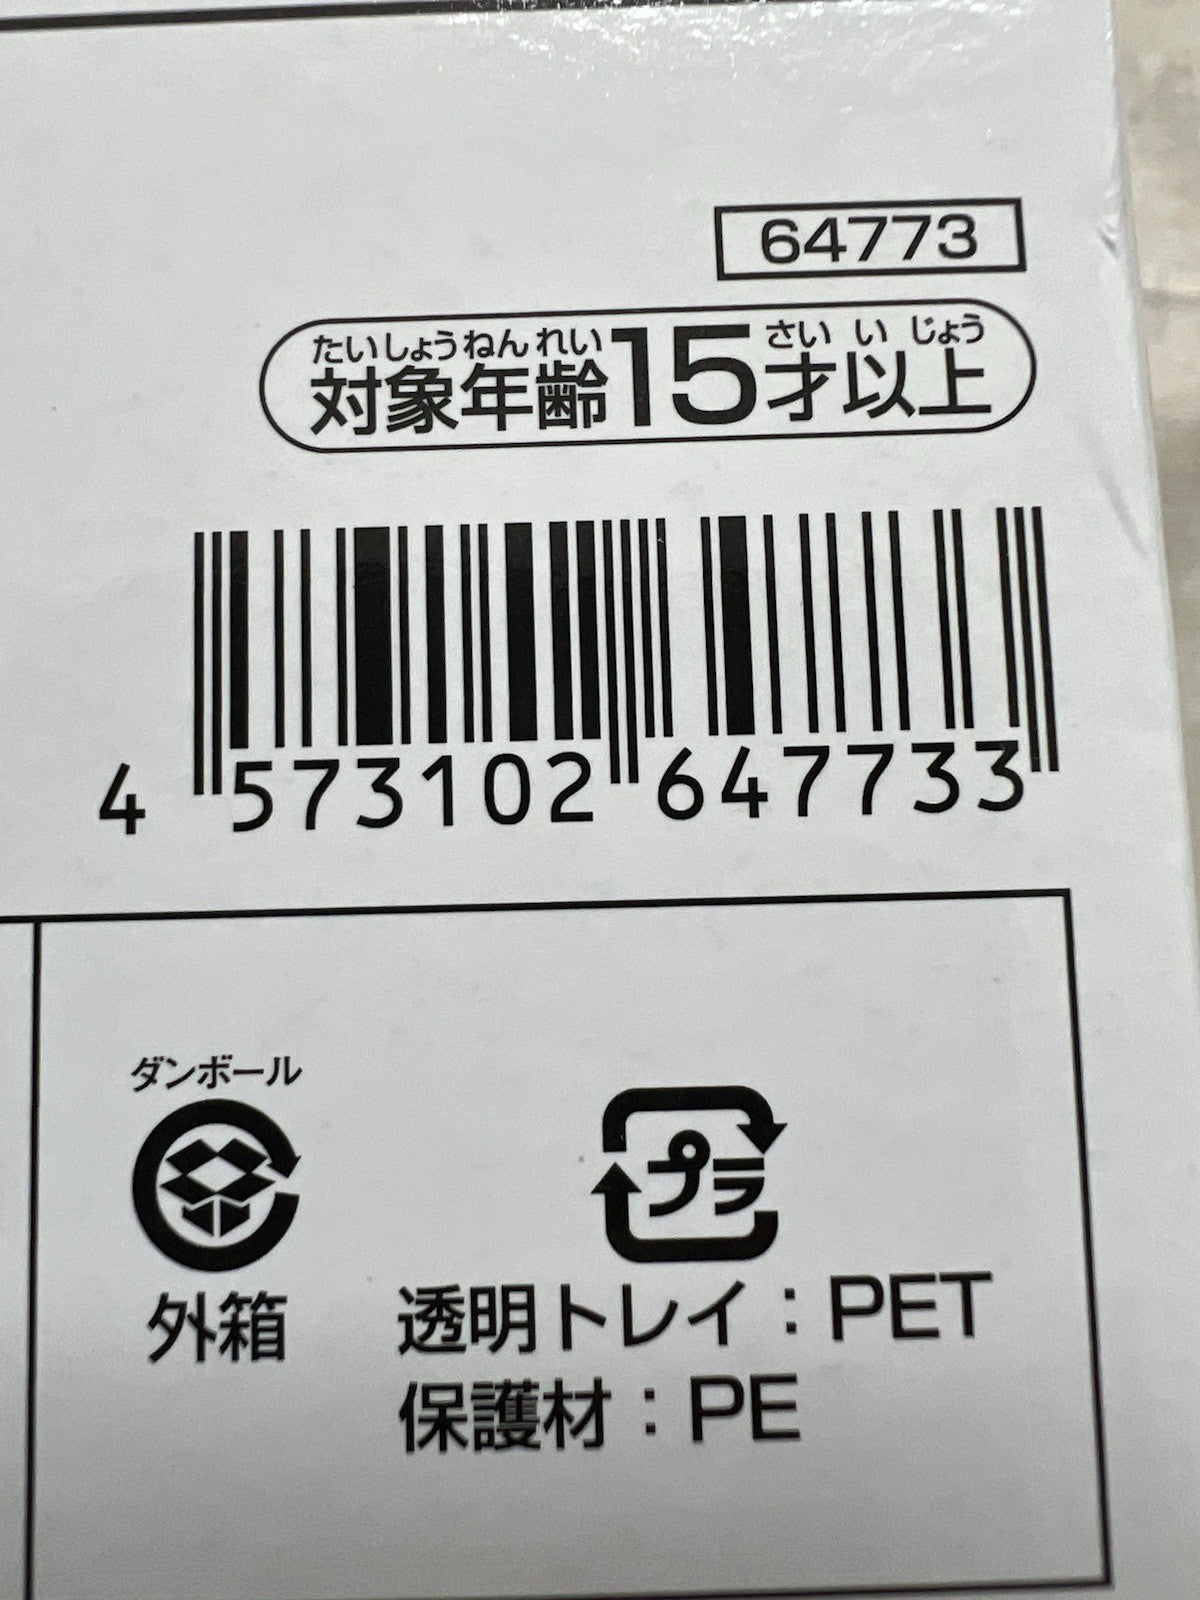 64773
たいしょうねんれい さい い じょう
対象年齢15才以上
4 573102 647733
ダンボール
プラ
外箱
透明トレイ：PET
保護材：PE